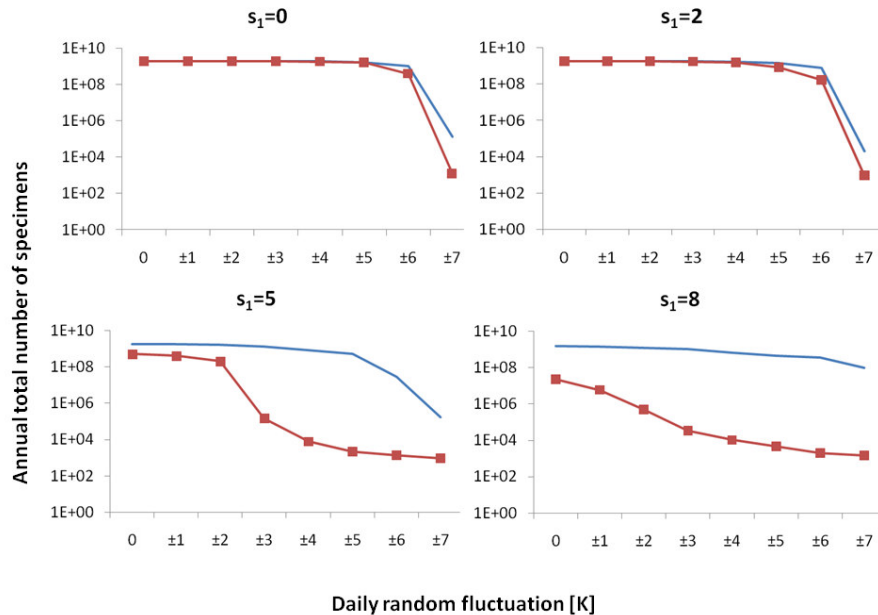 s₁=0
1E+10
1E+08
1E+06
1E+04
1E+02
1E+00
0 ±1 ±2 ±3 ±4 ±5 ±6 ±7
s₁=2
1E+10
1E+08
1E+06
1E+04
1E+02
1E+00
0 ±1 ±2 ±3 ±4 ±5 ±6 ±7
Annual total number of specimens
s₁=5
1E+10
1E+08
1E+06
1E+04
1E+02
1E+00
0 ±1 ±2 ±3 ±4 ±5 ±6 ±7
s₁=8
1E+10
1E+08
1E+06
1E+04
1E+02
1E+00
0 ±1 ±2 ±3 ±4 ±5 ±6 ±7
Daily random fluctuation [K]